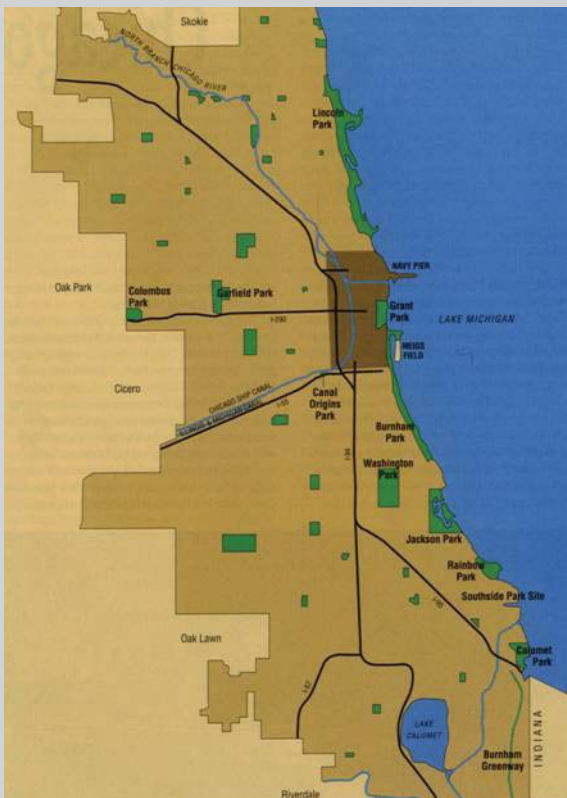 Skokie
NORTH BRANCH CHICAGO RIVER
Lincoln
Park
NAVY PIER
Oak Park
Columbus
Park
Garfield Park
Grant
Park
LAKE MICHIGAN
I-290
MEIGS
FIELD
Cicero
CHICAGO SHIP CANAL
ILLINOIS & MICHIGAN CANAL
I-55
Canal
Origins
Park
Burnham
Park
I-94
Washington
Park
Jackson Park
Rainbow
Park
Southside Park Site
I-90
Oak Lawn
Calumet
Park
I-57
LAKE
CALUMET
Burnham
Greenway
INDIANA
Riverdale